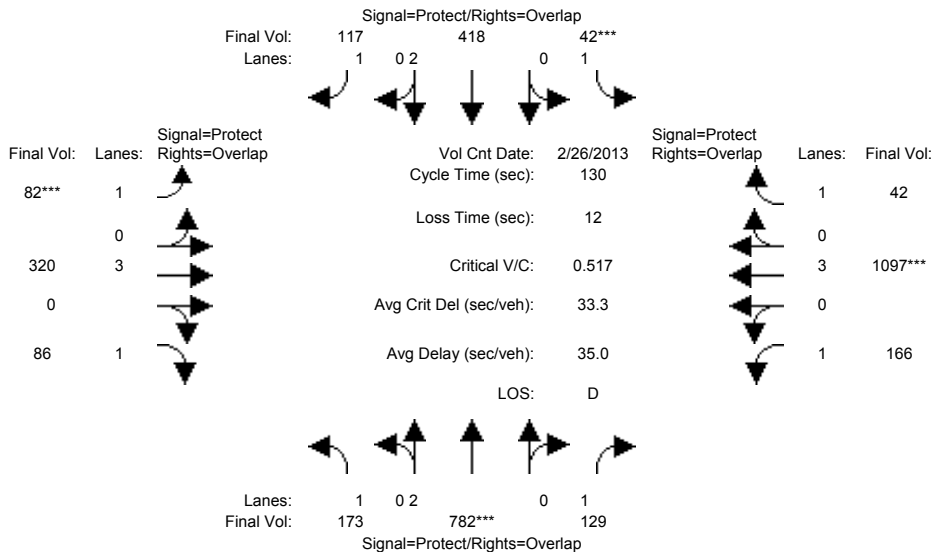 Signal=Protect/Rights=Overlap
Final Vol: 117 418 42***
Lanes: 1 0 2 0 1
Signal=Protect Signal=Protect
Final Vol: Lanes: Rights=Overlap Vol Cnt Date: 2/26/2013 Rights=Overlap Lanes: Final Vol:
Cycle Time (sec): 130
82*** 1 1 42
Loss Time (sec): 12
0 0
320 3 Critical V/C: 0.517 3 1097***
0 0 Avg Crit Del (sec/veh): 33.3 0
86 1 Avg Delay (sec/veh): 35.0 1 166
LOS: D
Lanes: 1 0 2 0 1
Final Vol: 173 782*** 129
Signal=Protect/Rights=Overlap